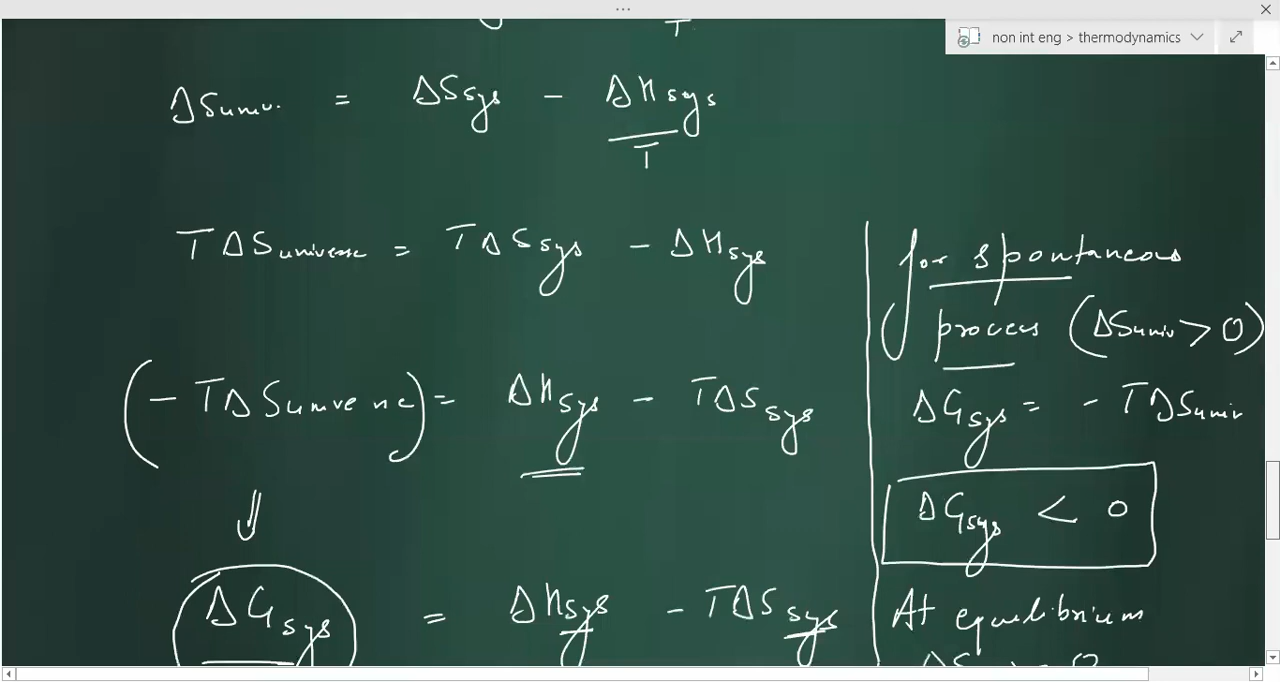 ...
non int eng > thermodynamics
T
ΔSuniv. = ΔSsys - ΔHsys
T
TΔSuniverse = TΔSsys - ΔHsys
(-TΔSuniverse) = ΔHsys - TΔSsys
ΔGsys = ΔHsys - TΔSsys
for spontaneous
process (ΔSuniv > 0)
ΔGsys = - TΔSuniv
ΔGsys < 0
At equilibrium